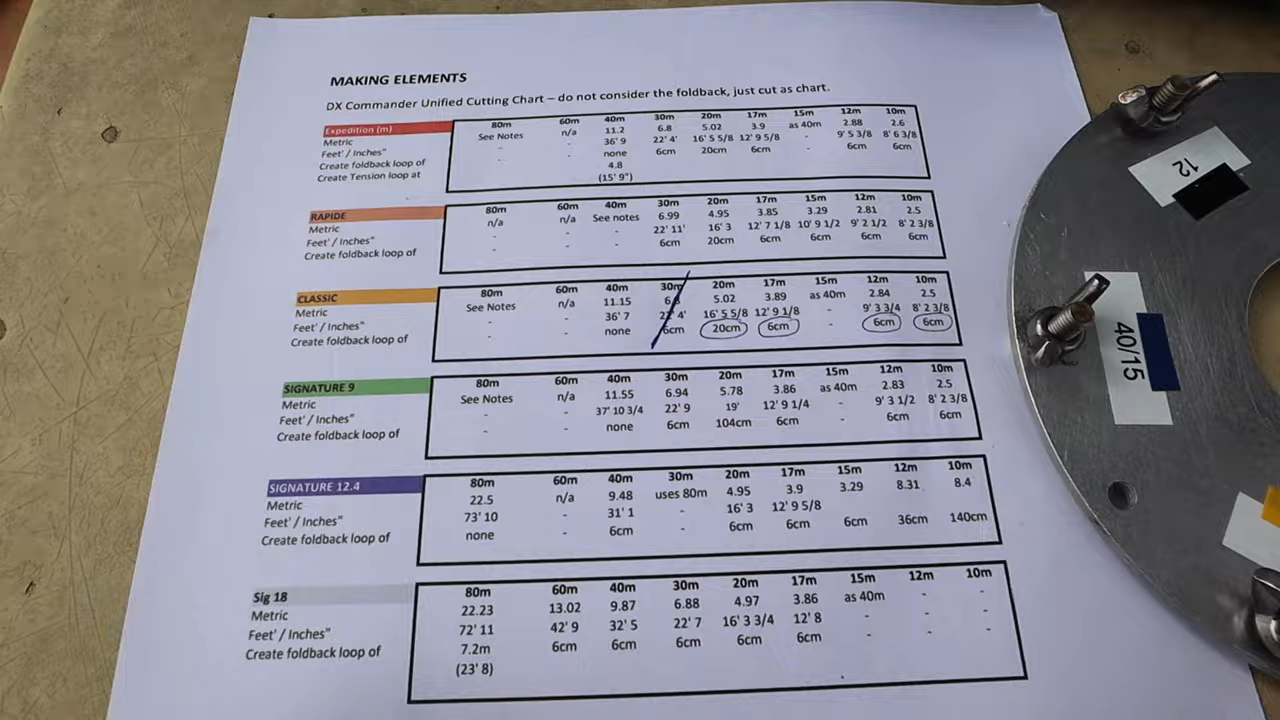 MAKING ELEMENTS
DX Commander Unified Cutting Chart – do not consider the foldback, just cut as chart.
Expedition (m) 80m 60m 40m 30m 20m 17m 15m 12m 10m
Metric See Notes n/a 11.2 6.8 5.02 3.9 as 40m 2.88 2.6
Feet' / Inches" - - 36' 9 22' 4' 16' 5 5/8 12' 9 5/8 - 9' 5 3/8 8' 6 3/8
Create foldback loop of - - none 6cm 20cm 6cm - 6cm 6cm
Create Tension loop at 4.8
(15' 9")
RAPIDE 80m 60m 40m 30m 20m 17m 15m 12m 10m
Metric n/a n/a See notes 6.99 4.95 3.85 3.29 2.81 2.5
Feet' / Inches" - - - 22' 11' 16' 3 12' 7 1/8 10' 9 1/2 9' 2 1/2 8' 2 3/8
Create foldback loop of - - - 6cm 20cm 6cm 6cm 6cm 6cm
CLASSIC 80m 60m 40m 30m 20m 17m 15m 12m 10m
Metric See Notes n/a 11.15 6.8 5.02 3.89 as 40m 2.84 2.5
Feet' / Inches" - - 36' 7 22' 4' 16' 5 5/8 12' 9 1/8 - 9' 3 3/4 8' 2 3/8
Create foldback loop of - - none 6cm 20cm 6cm - 6cm 6cm
SIGNATURE 9 80m 60m 40m 30m 20m 17m 15m 12m 10m
Metric See Notes n/a 11.55 6.94 5.78 3.86 as 40m 2.83 2.5
Feet' / Inches" - - 37' 10 3/4 22' 9 19' 12' 9 1/4 - 9' 3 1/2 8' 2 3/8
Create foldback loop of - - none 6cm 104cm 6cm - 6cm 6cm
SIGNATURE 12.4 80m 60m 40m 30m 20m 17m 15m 12m 10m
Metric 22.5 n/a 9.48 uses 80m 4.95 3.9 3.29 8.31 8.4
Feet' / Inches" 73' 10 - 31' 1 - 16' 3 12' 9 5/8
Create foldback loop of none - 6cm - 6cm 6cm 6cm 36cm 140cm
Sig 18 80m 60m 40m 30m 20m 17m 15m 12m 10m
Metric 22.23 13.02 9.87 6.88 4.97 3.86 as 40m - -
Feet' / Inches" 72' 11 42' 9 32' 5 22' 7 16' 3 3/4 12' 8 - - -
Create foldback loop of 7.2m 6cm 6cm 6cm 6cm 6cm - - -
(23' 8)
12
40/15